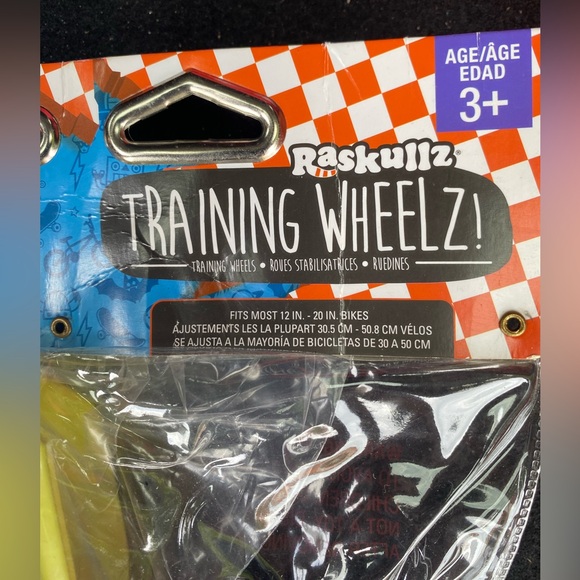 AGE/ÂGE
EDAD
3+
Raskullz
TRAINING WHEELZ!
TRAINING WHEELS • ROUES STABILISATRICES • RUEDINES
FITS MOST 12 IN. - 20 IN. BIKES
AJUSTEMENTS LES LA PLUPART 30.5 CM - 50.8 CM VÉLOS
SE AJUSTA A LA MAYORÍA DE BICICLETAS DE 30 A 50 CM